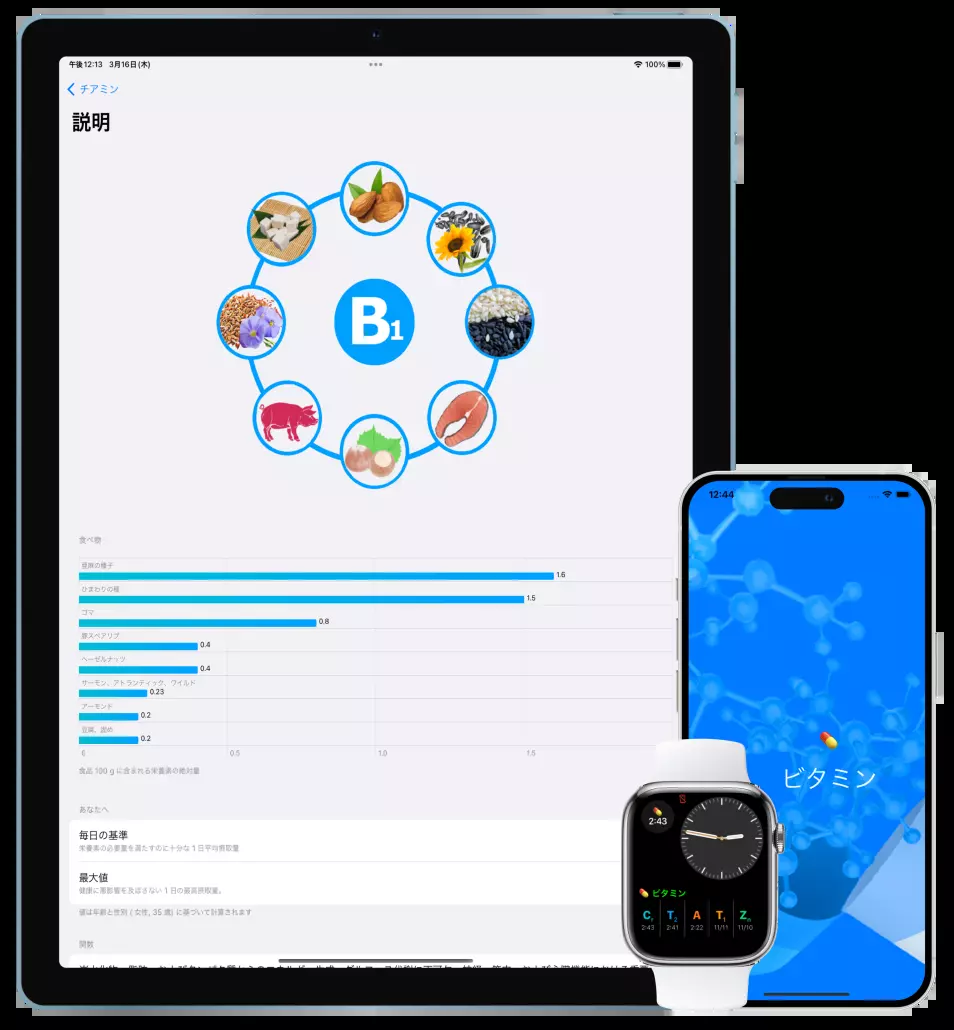 午後12:13 3月16日(木)
100%
チアミン
説明
B1
食べ物
亜麻の種子
1.6
ひまわりの種
1.5
ゴマ
0.8
豚スペアリブ
0.4
ヘーゼルナッツ
0.4
サーモン、アトランティック、ワイルド
0.23
アーモンド
0.2
豆腐、固め
0.2
0.5
1.0
1.5
食品 100 g に含まれる栄養素の絶対量
あなたへ
毎日の基準
栄養素の必要量を満たすのに十分な 1 日平均摂取量
最大値
健康に悪影響を及ぼさない 1 日の最高摂取量。
値は年齢と性別 ( 女性, 35 歳) に基づいて計算されます
関数
12:44
ビタミン
2:43
ビタミン
Cr T2 A T1 Zn
2:43 2:41 2:22 11/11 11/10